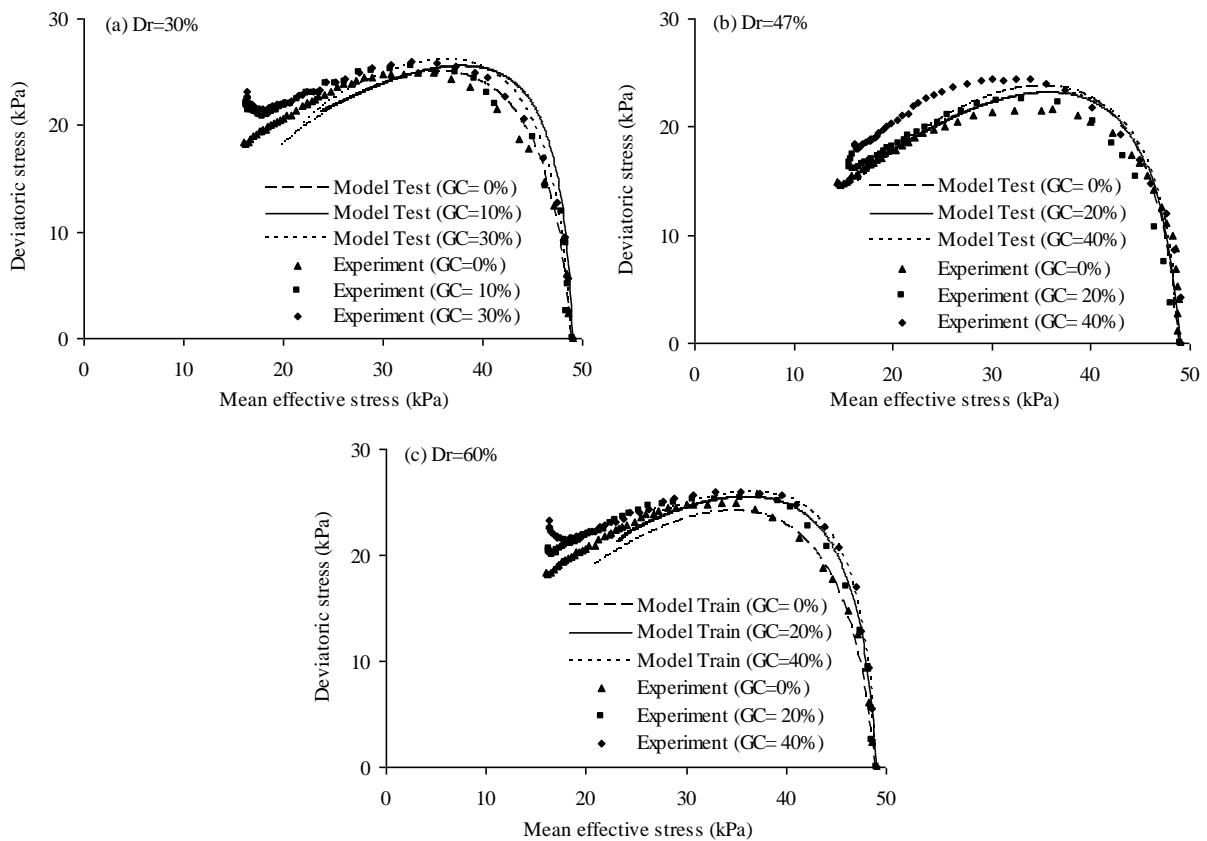 (a) Dr=30%
Deviatoric stress (kPa)
30
20
10
0
Model Test (GC= 0%)
Model Test (GC=10%)
Model Test (GC=30%)
Experiment (GC=0%)
Experiment (GC= 10%)
Experiment (GC= 30%)
0 10 20 30 40 50
Mean effective stress (kPa)
(b) Dr=47%
Deviatoric stress (kPa)
30
20
10
0
Model Test (GC= 0%)
Model Test (GC=20%)
Model Test (GC=40%)
Experiment (GC=0%)
Experiment (GC= 20%)
Experiment (GC= 40%)
0 10 20 30 40 50
Mean effective stress (kPa)
(c) Dr=60%
Deviatoric stress (kPa)
30
20
10
0
Model Train (GC= 0%)
Model Train (GC=20%)
Model Train (GC=40%)
Experiment (GC=0%)
Experiment (GC= 20%)
Experiment (GC= 40%)
0 10 20 30 40 50
Mean effective stress (kPa)